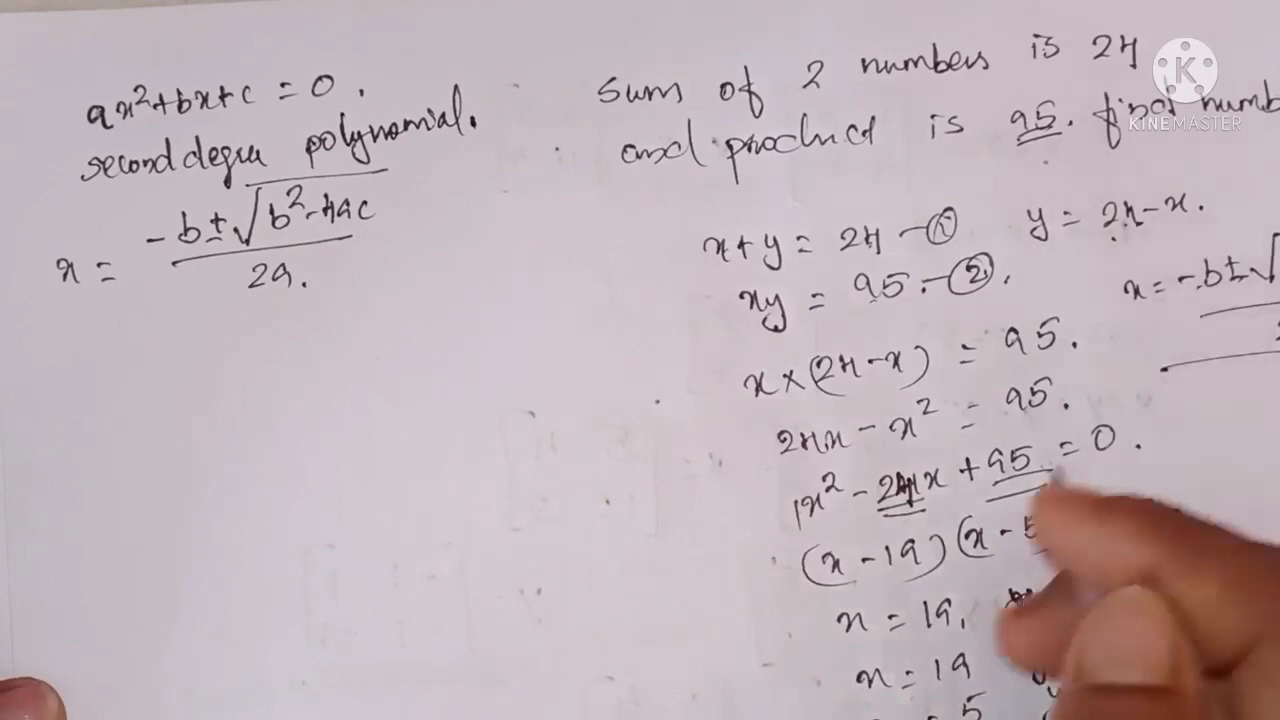 ax²+bx+c = 0.
second degree polynomial.
x = -b±√b²-4ac
2a.
Sum of 2 numbers is 24
and product is 95. find numb
x+y = 24 -①
y = 24-x.
xy = 95. -②.
x = -b±√
x×(24-x) = 95.
24x - x² = 95.
1x² - 24x + 95 = 0.
(x-19)(x-5
x = 19,
x = 19
5
K
KINEMASTER